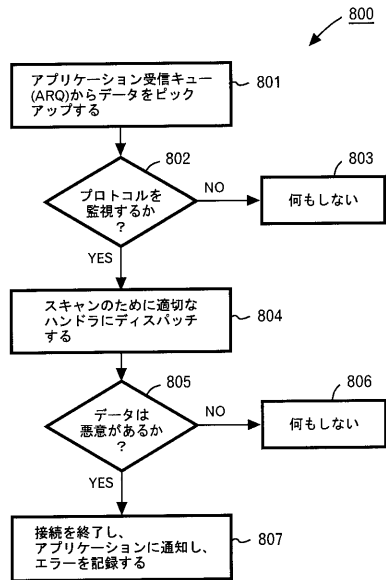 800
アプリケーション受信キュー
(ARQ)からデータをピック
アップする
801
802
プロトコルを
監視するか
?
NO
803
何もしない
YES
スキャンのために適切な
ハンドラにディスパッチ
する
804
805
データは
悪意があるか
?
NO
806
何もしない
YES
接続を終了し、
アプリケーションに通知し、
エラーを記録する
807